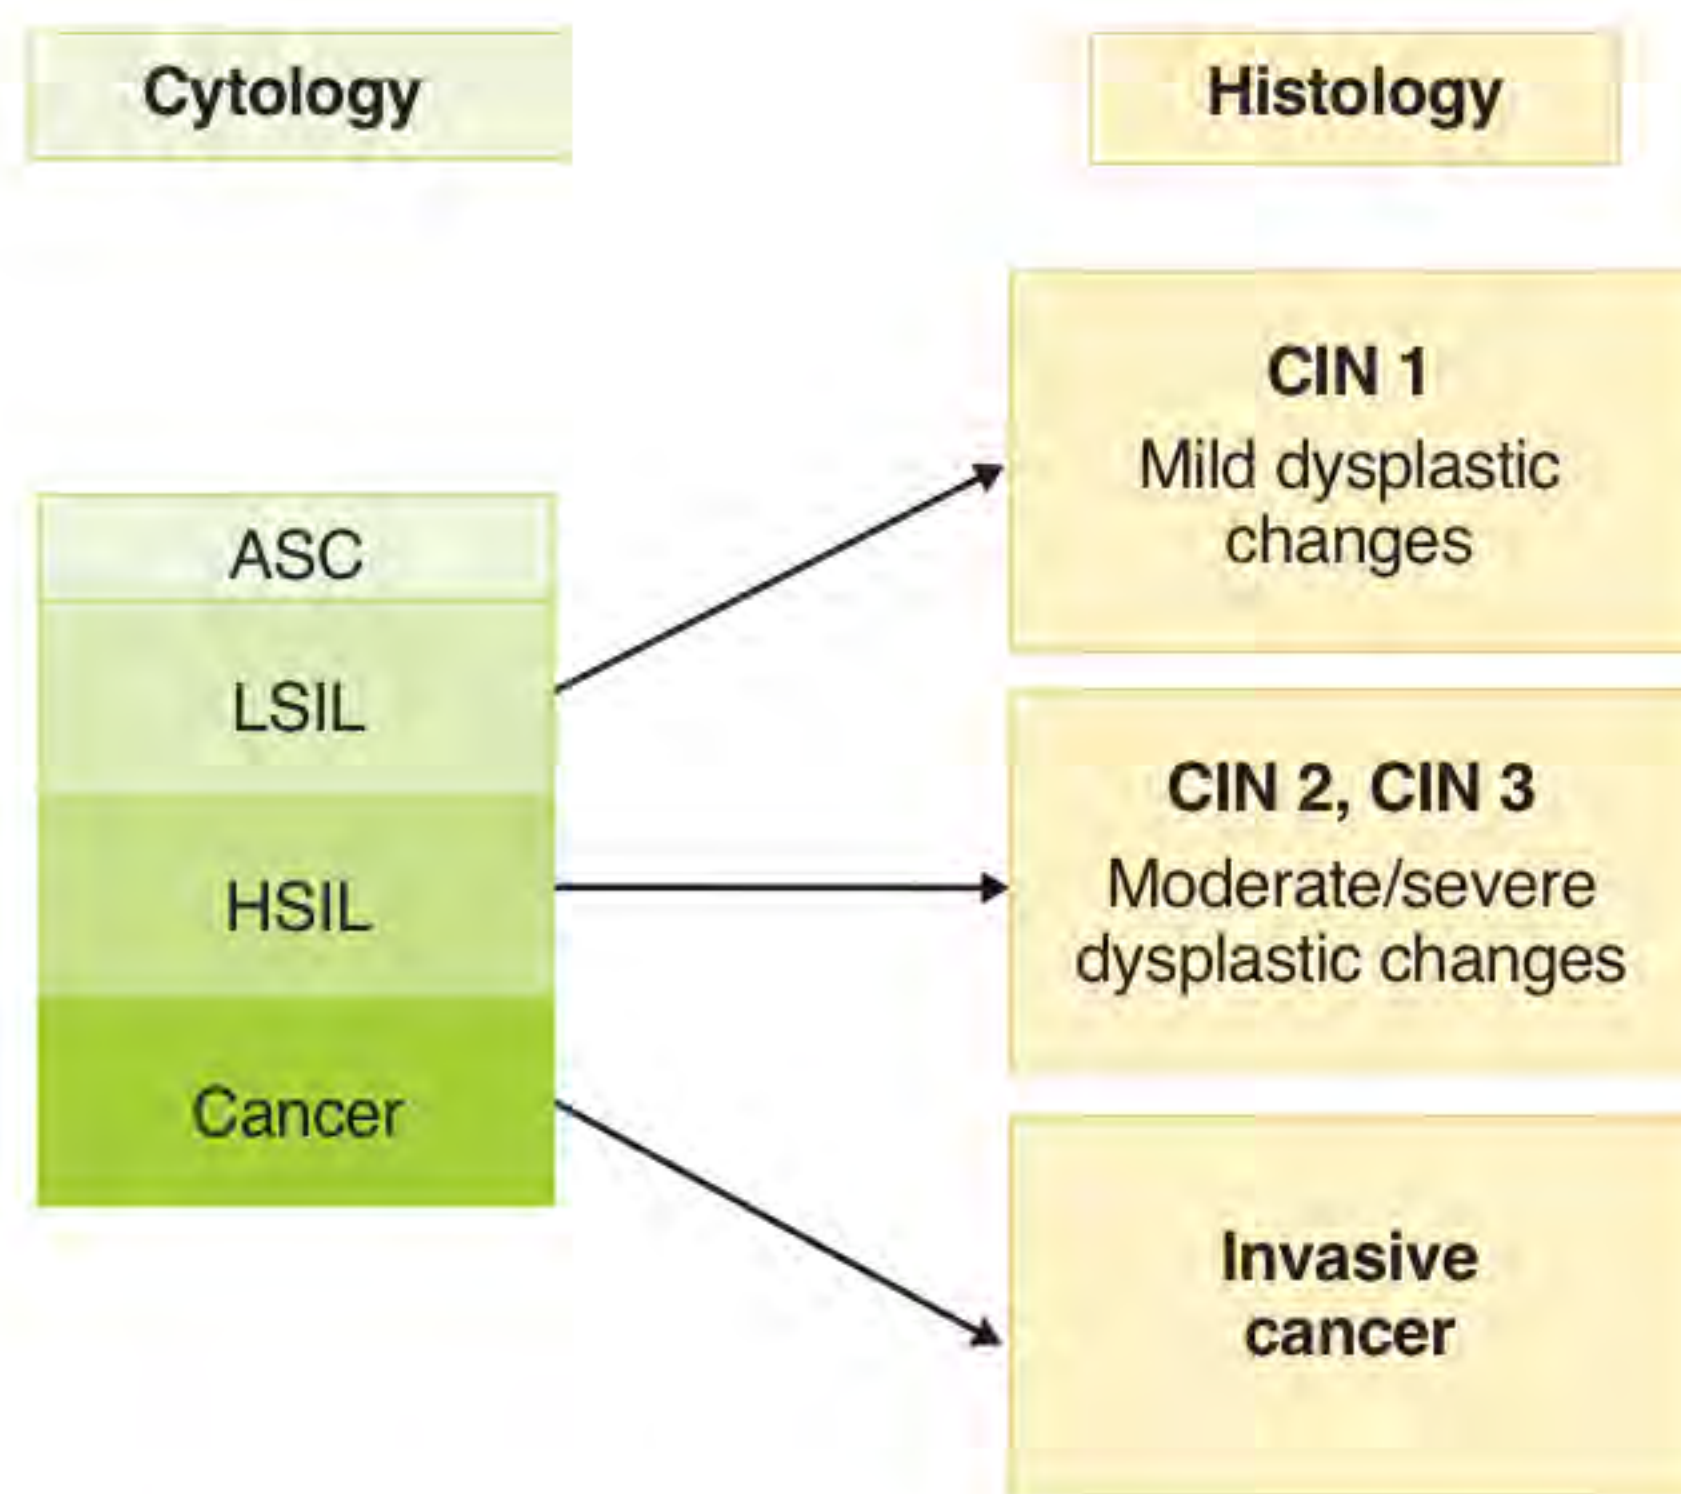 Cytology
Histology
ASC
LSIL
HSIL
Cancer
CIN 1
Mild dysplastic
changes
CIN 2, CIN 3
Moderate/severe
dysplastic changes
Invasive
cancer